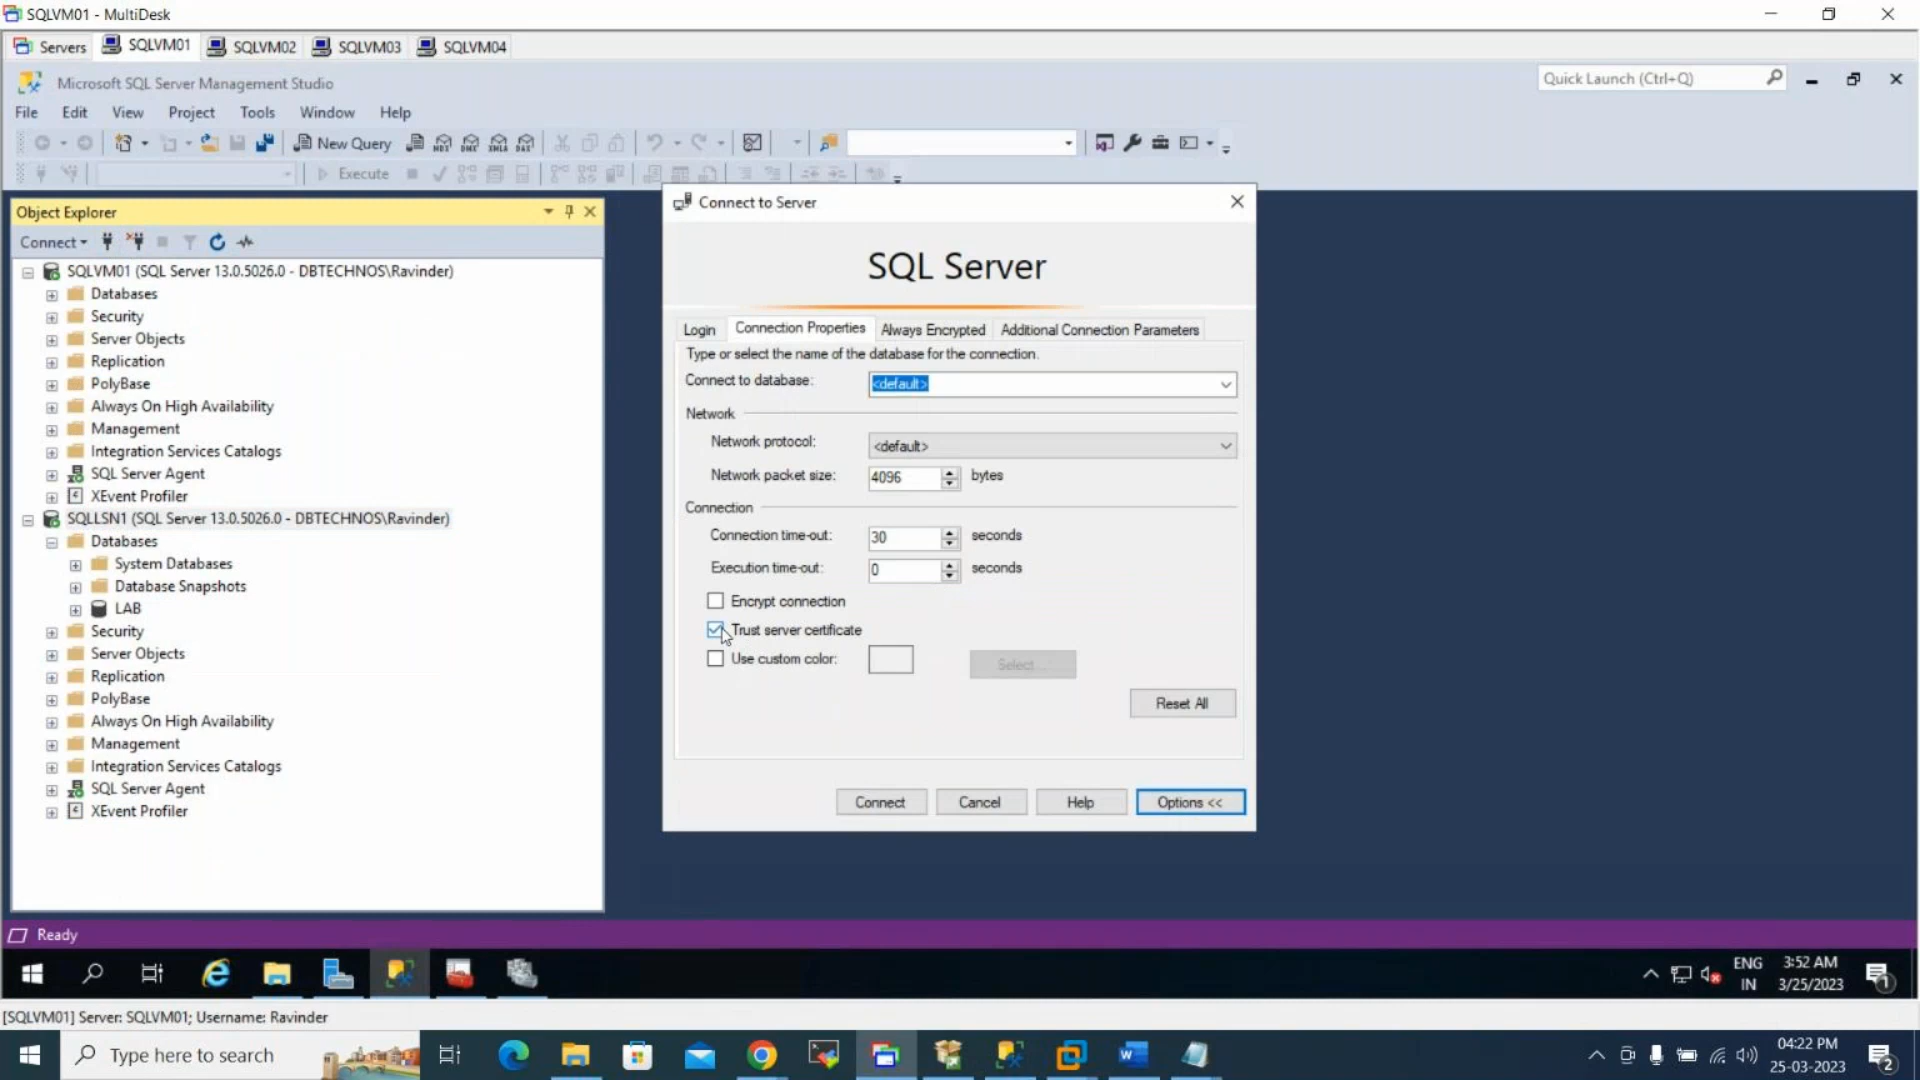 SQLVM01 - MultiDesk
Servers SQLVM01 SQLVM02 SQLVM03 SQLVM04
Microsoft SQL Server Management Studio
Quick Launch (Ctrl+Q)
File Edit View Project Tools Window Help
New Query MDX DMX XMLA DAX
Execute
Object Explorer
Connect
SQLVM01 (SQL Server 13.0.5026.0 - DBTECHNOS\Ravinder)
Databases
Security
Server Objects
Replication
PolyBase
Always On High Availability
Management
Integration Services Catalogs
SQL Server Agent
XEvent Profiler
SQLLSN1 (SQL Server 13.0.5026.0 - DBTECHNOS\Ravinder)
Databases
System Databases
Database Snapshots
LAB
Security
Server Objects
Replication
PolyBase
Always On High Availability
Management
Integration Services Catalogs
SQL Server Agent
XEvent Profiler
Connect to Server
SQL Server
Login Connection Properties Always Encrypted Additional Connection Parameters
Type or select the name of the database for the connection.
Connect to database: <default>
Network
Network protocol: <default>
Network packet size: 4096 bytes
Connection
Connection time-out: 30 seconds
Execution time-out: 0 seconds
Encrypt connection
Trust server certificate
Use custom color: Select...
Reset All
Connect Cancel Help Options <<
Ready
ENG 3:52 AM
IN 3/25/2023 1
[SQLVM01] Server: SQLVM01; Username: Ravinder
Type here to search
04:22 PM
25-03-2023 2